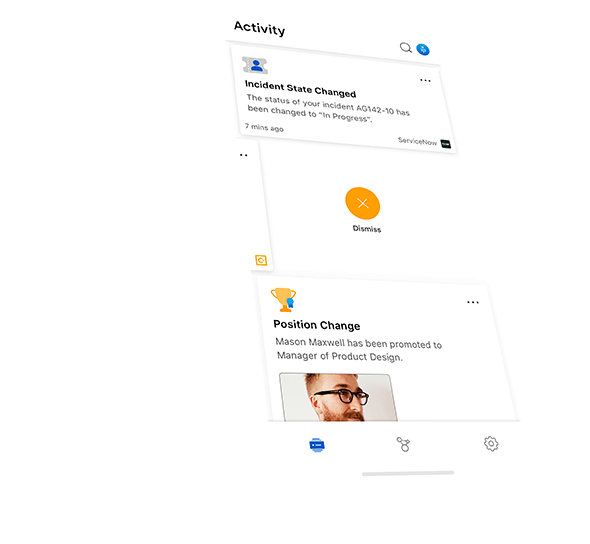 Activity
Incident State Changed
The status of your incident AG142-10 has
been changed to “In Progress”.
7 mins ago
ServiceNow
Dismiss
Position Change
Mason Maxwell has been promoted to
Manager of Product Design.